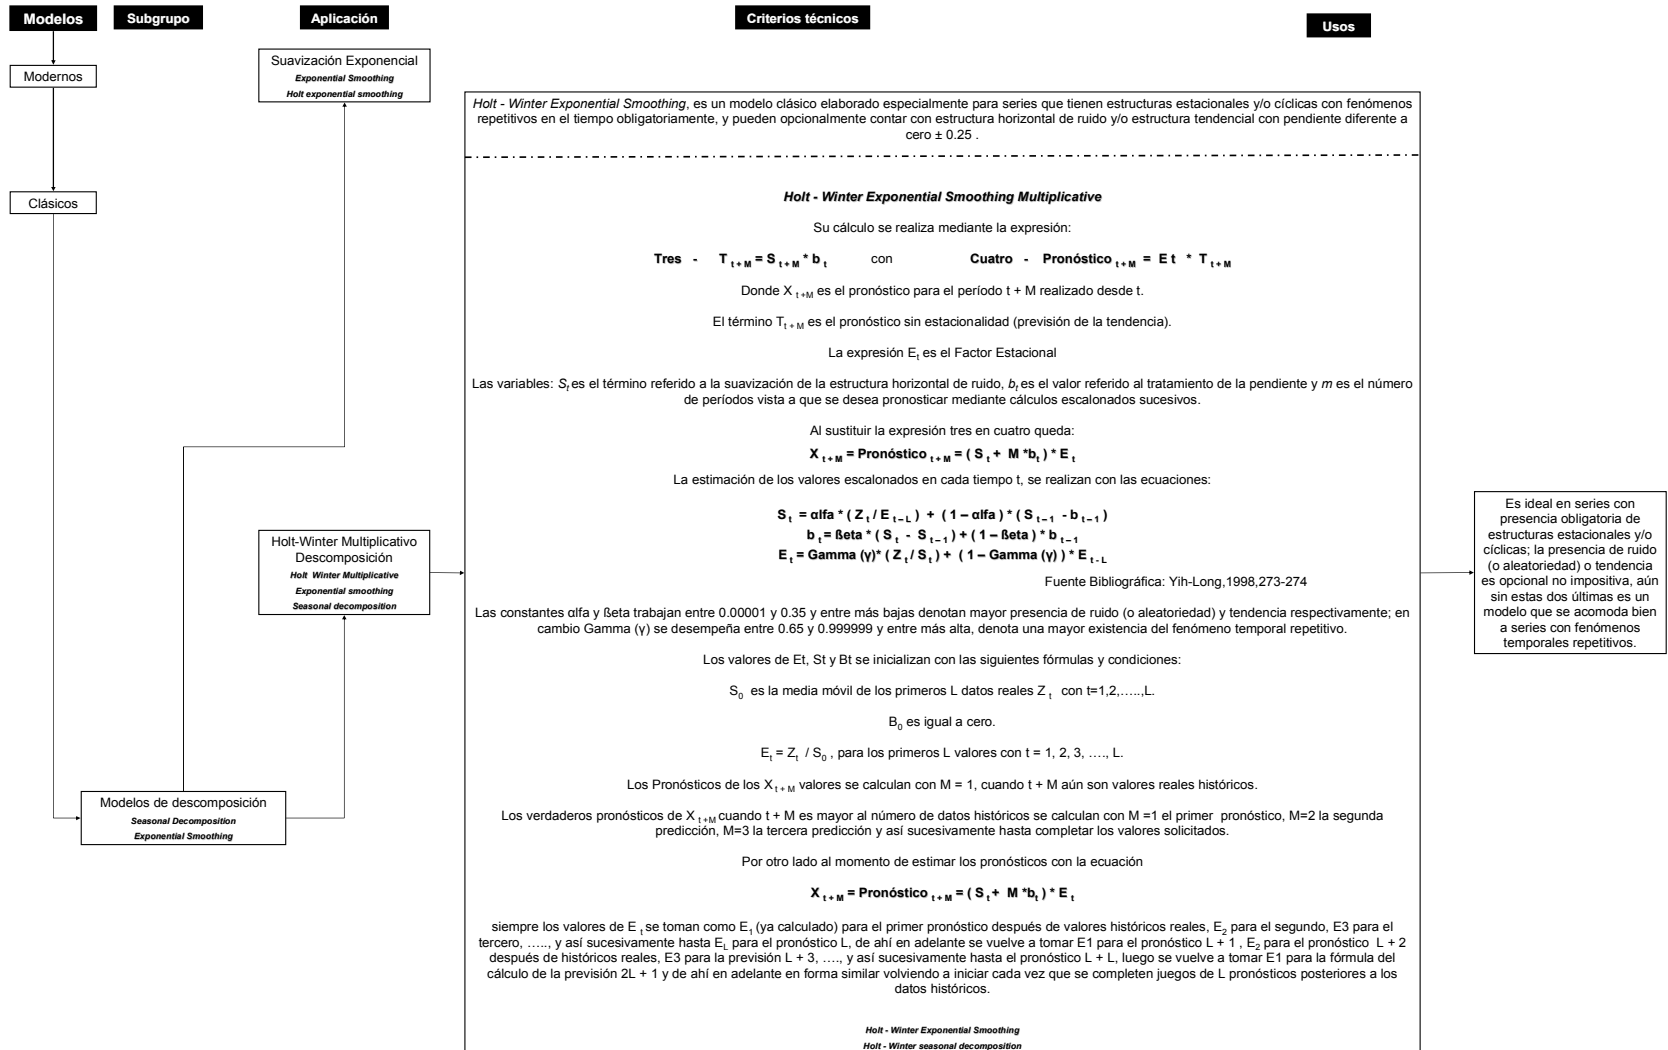 Modelos
Subgrupo
Aplicación
Criterios técnicos
Usos
Modernos
Clásicos
Suavización Exponencial
Exponential Smoothing
Holt exponential smoothing
Holt-Winter Multiplicativo
Descomposición
Holt Winter Multiplicative
Exponential smoothing
Seasonal decomposition
Modelos de descomposición
Seasonal Decomposition
Exponential Smoothing
Holt - Winter Exponential Smoothing, es un modelo clásico elaborado especialmente para series que tienen estructuras estacionales y/o cíclicas con fenómenos
repetitivos en el tiempo obligatoriamente, y pueden opcionalmente contar con estructura horizontal de ruido y/o estructura tendencial con pendiente diferente a
cero ± 0.25 .
Holt - Winter Exponential Smoothing Multiplicative
Su cálculo se realiza mediante la expresión:
Tres - T t + M = S t + M * b t con Cuatro - Pronóstico t + M = E t * T t + M
Donde X t +M es el pronóstico para el período t + M realizado desde t.
El término T t + M es el pronóstico sin estacionalidad (previsión de la tendencia).
La expresión Et es el Factor Estacional
Las variables: St es el término referido a la suavización de la estructura horizontal de ruido, bt es el valor referido al tratamiento de la pendiente y m es el número
de períodos vista a que se desea pronosticar mediante cálculos escalonados sucesivos.
Al sustituir la expresión tres en cuatro queda:
X t + M = Pronóstico t + M = ( S t + M *b t ) * E t
La estimación de los valores escalonados en cada tiempo t, se realizan con las ecuaciones:
S t = αlfa * ( Z t / E t – L ) + ( 1 – αlfa ) * ( S t – 1 - b t – 1 )
b t = ßeta * ( S t - S t – 1 ) + ( 1 – ßeta ) * b t – 1
E t = Gamma (γ)* ( Z t / S t ) + ( 1 – Gamma (γ) ) * E t - L
Fuente Bibliográfica: Yih-Long,1998,273-274
Las constantes αlfa y ßeta trabajan entre 0.00001 y 0.35 y entre más bajas denotan mayor presencia de ruido (o aleatoriedad) y tendencia respectivamente; en
cambio Gamma (γ) se desempeña entre 0.65 y 0.999999 y entre más alta, denota una mayor existencia del fenómeno temporal repetitivo.
Los valores de Et, St y Bt se inicializan con las siguientes fórmulas y condiciones:
S0 es la media móvil de los primeros L datos reales Z t con t=1,2,…..,L.
B0 es igual a cero.
Et = Zt / S0 , para los primeros L valores con t = 1, 2, 3, …., L.
Los Pronósticos de los X t + M valores se calculan con M = 1, cuando t + M aún son valores reales históricos.
Los verdaderos pronósticos de X t +M cuando t + M es mayor al número de datos históricos se calculan con M =1 el primer pronóstico, M=2 la segunda
predicción, M=3 la tercera predicción y así sucesivamente hasta completar los valores solicitados.
Por otro lado al momento de estimar los pronósticos con la ecuación
X t + M = Pronóstico t + M = ( S t + M *b t ) * E t
siempre los valores de E t se toman como E1 (ya calculado) para el primer pronóstico después de valores históricos reales, E2 para el segundo, E3 para el
tercero, ….., y así sucesivamente hasta EL para el pronóstico L, de ahí en adelante se vuelve a tomar E1 para el pronóstico L + 1 , E2 para el pronóstico L + 2
después de históricos reales, E3 para la previsión L + 3, …., y así sucesivamente hasta el pronóstico L + L, luego se vuelve a tomar E1 para la fórmula del
cálculo de la previsión 2L + 1 y de ahí en adelante en forma similar volviendo a iniciar cada vez que se completen juegos de L pronósticos posteriores a los
datos históricos.
Holt - Winter Exponential Smoothing
Holt - Winter seasonal decomposition
Es ideal en series con
presencia obligatoria de
estructuras estacionales y/o
cíclicas; la presencia de ruido
(o aleatoriedad) o tendencia
es opcional no impositiva, aún
sin estas dos últimas es un
modelo que se acomoda bien
a series con fenómenos
temporales repetitivos.